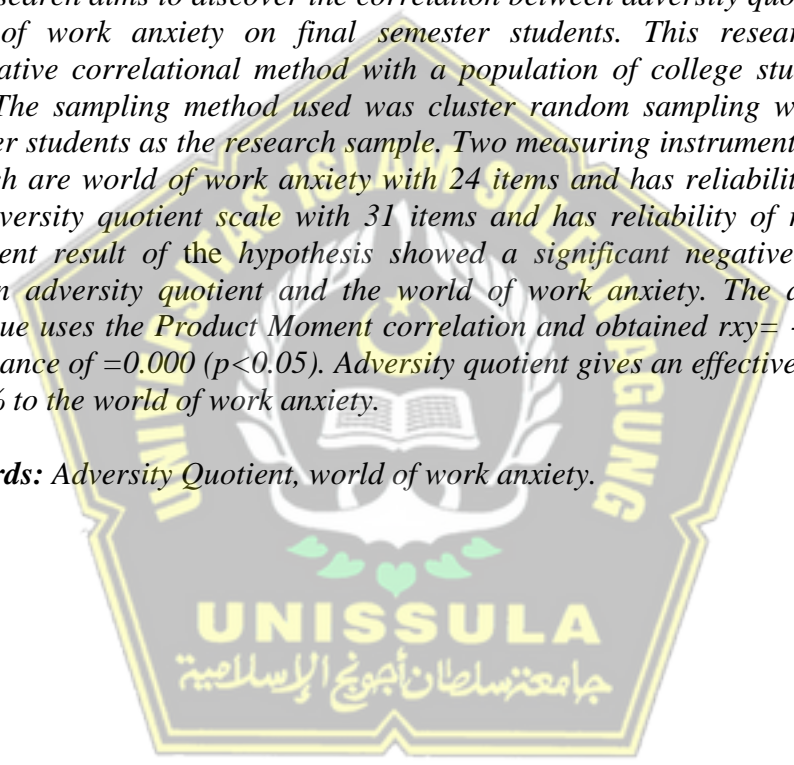 search aims to discover the correlation between adversity quo
of work anxiety on final semester students. This resear
ative correlational method with a population of college stu
The sampling method used was cluster random sampling w
er students as the research sample. Two measuring instrument
h are world of work anxiety with 24 items and has reliabilit
versity quotient scale with 31 items and has reliability of r
ent result of the hypothesis showed a significant negative
n adversity quotient and the world of work anxiety. The a
ue uses the Product Moment correlation and obtained rxy= -
ance of =0.000 (p<0.05). Adversity quotient gives an effective
% to the world of work anxiety.
rds: Adversity Quotient, world of work anxiety.
UNIVERSITAS ISLAM SULTAN AGUNG
UNISSULA
جامعة سلطان أجونج الإسلامية